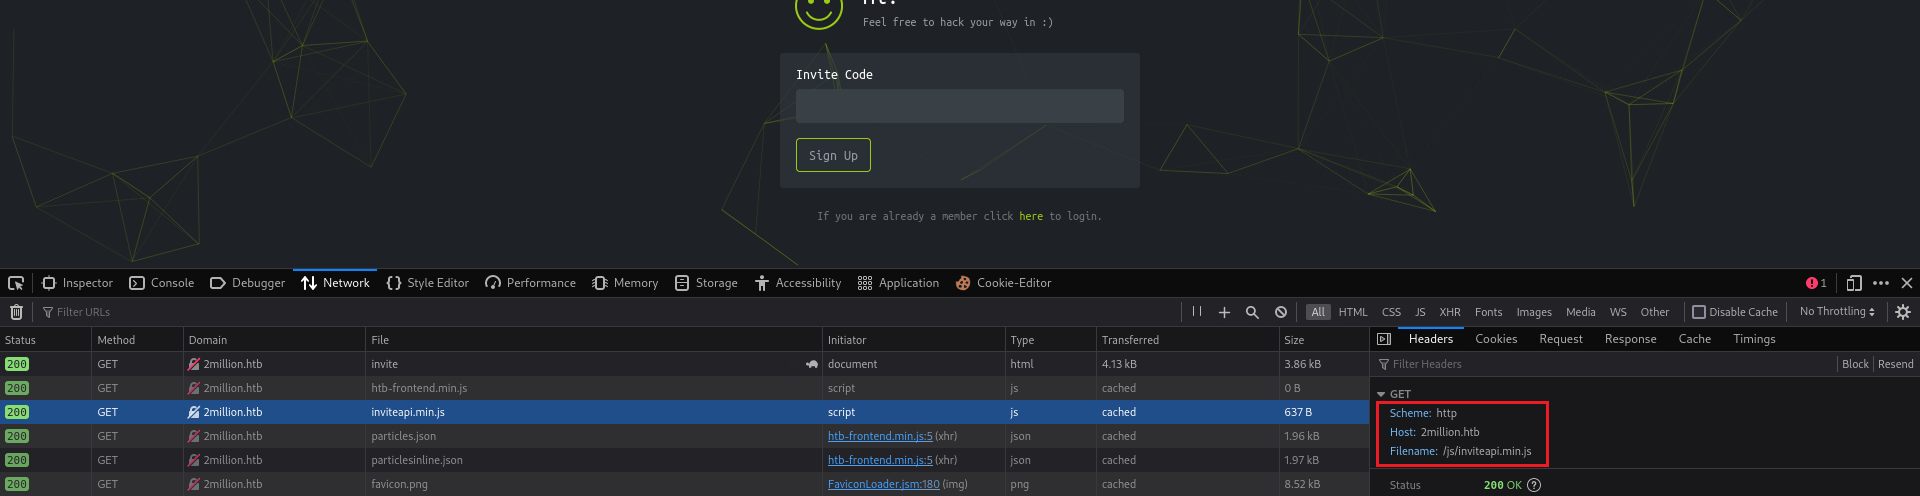 Feel free to hack your way in :)
Invite Code
Sign Up
If you are already a member click here to login.
Inspector Console Debugger Network Style Editor Performance Memory Storage Accessibility Application Cookie-Editor 1
Filter URLs All HTML CSS JS XHR Fonts Images Media WS Other Disable Cache No Throttling
Status Method Domain File Initiator Type Transferred Size
200 GET 2million.htb invite document html 4.13 kB 3.86 kB
200 GET 2million.htb htb-frontend.min.js script js cached 0 B
200 GET 2million.htb inviteapi.min.js script js cached 637 B
200 GET 2million.htb particles.json htb-frontend.min.js:5 (xhr) json cached 1.96 kB
200 GET 2million.htb particlesinline.json htb-frontend.min.js:5 (xhr) json cached 1.97 kB
200 GET 2million.htb favicon.png FaviconLoader.jsm:180 (img) png cached 8.52 kB
Headers Cookies Request Response Cache Timings
Filter Headers Block Resend
GET
Scheme: http
Host: 2million.htb
Filename: /js/inviteapi.min.js
Status 200 OK